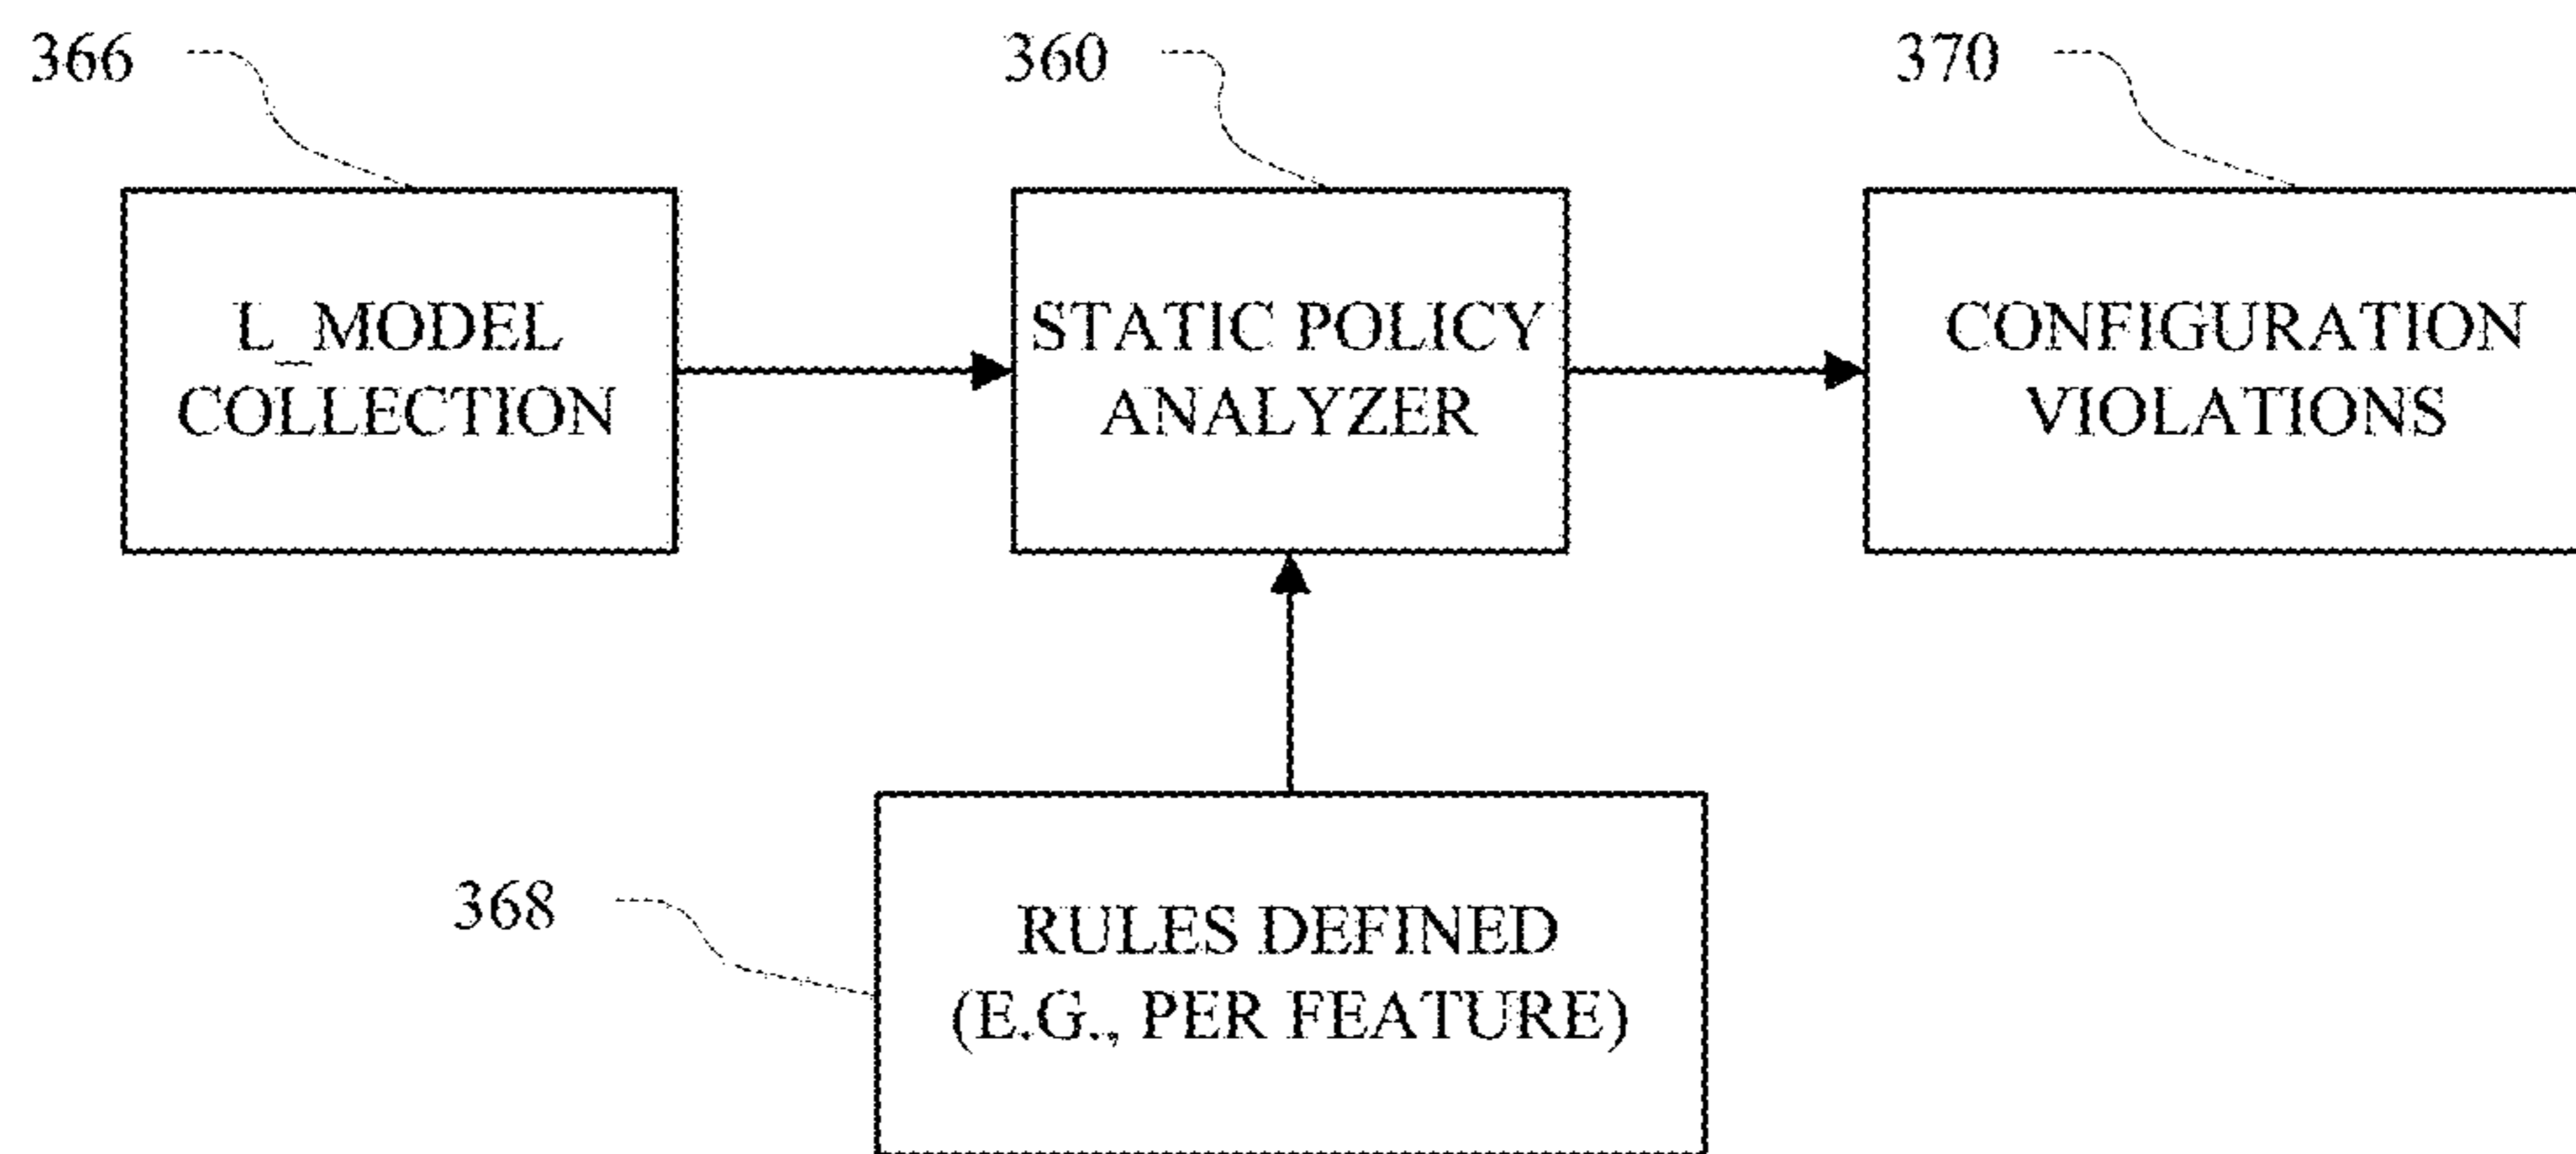 366
360
370
L_MODEL
COLLECTION
STATIC POLICY
ANALYZER
CONFIGURATION
VIOLATIONS
368
RULES DEFINED
(E.G., PER FEATURE)